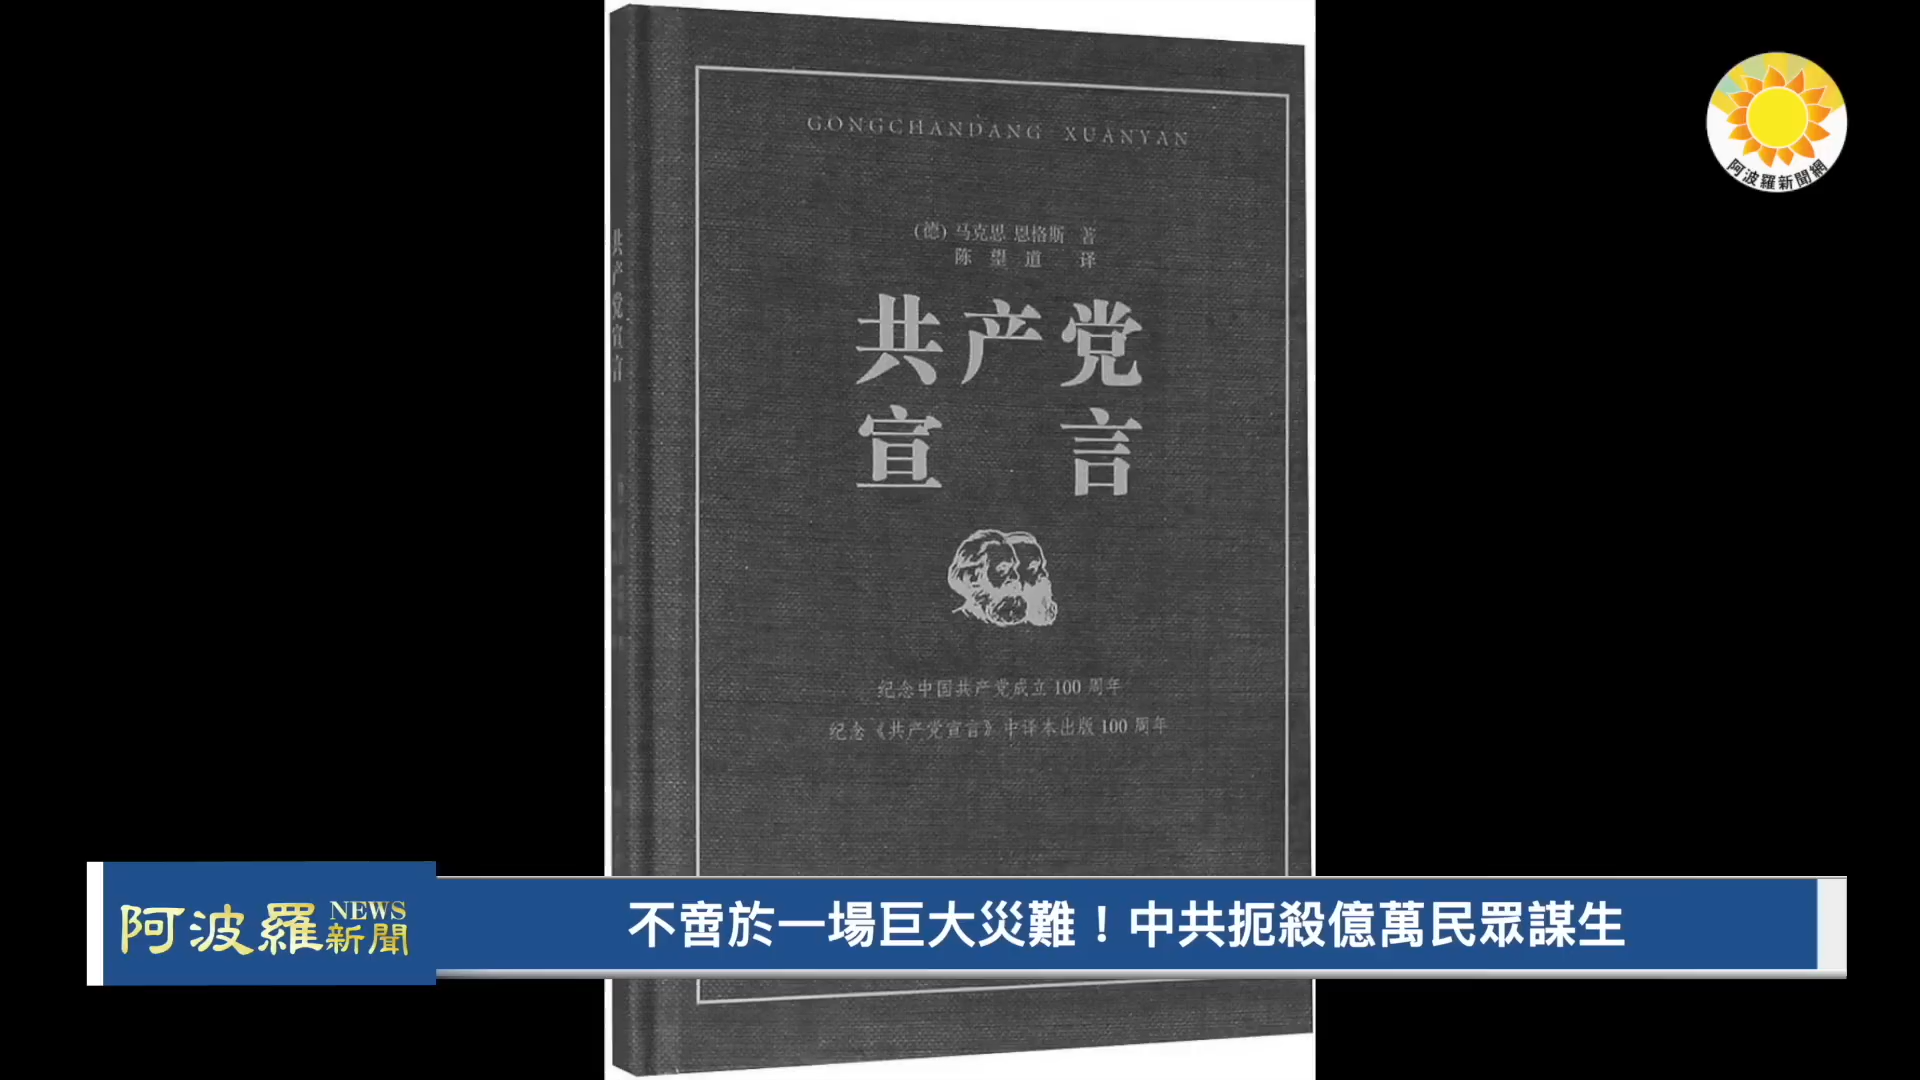 GONGCHANDANG XUANYAN
(德) 马克思 恩格斯 著
陈望道 译
共产党
宣言
共产党宣言
纪念中国共产党成立 100 周年
纪念《共产党宣言》中译本出版 100 周年
阿波羅新聞網
阿波羅 NEWS 新聞
不啻於一場巨大災難！中共扼殺億萬民眾謀生